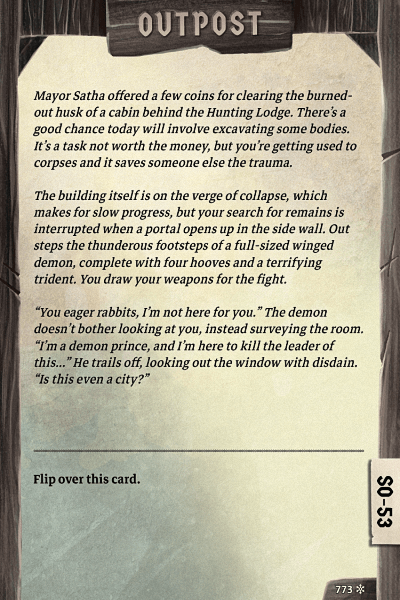 OUTPOST
Mayor Satha offered a few coins for clearing the burned-
out husk of a cabin behind the Hunting Lodge. There's a
good chance today will involve excavating some bodies.
It's a task not worth the money, but you're getting used to
corpses and it saves someone else the trauma.
The building itself is on the verge of collapse, which
makes for slow progress, but your search for remains is
interrupted when a portal opens up in the side wall. Out
steps the thunderous footsteps of a full-sized winged
demon, complete with four hooves and a terrifying
trident. You draw your weapons for the fight.
“You eager rabbits, I'm not here for you.” The demon
doesn't bother looking at you, instead surveying the room.
“I'm a demon prince, and I'm here to kill the leader of
this...” He trails off, looking out the window with disdain.
“Is this even a city?”
Flip over this card.
SO-53
773